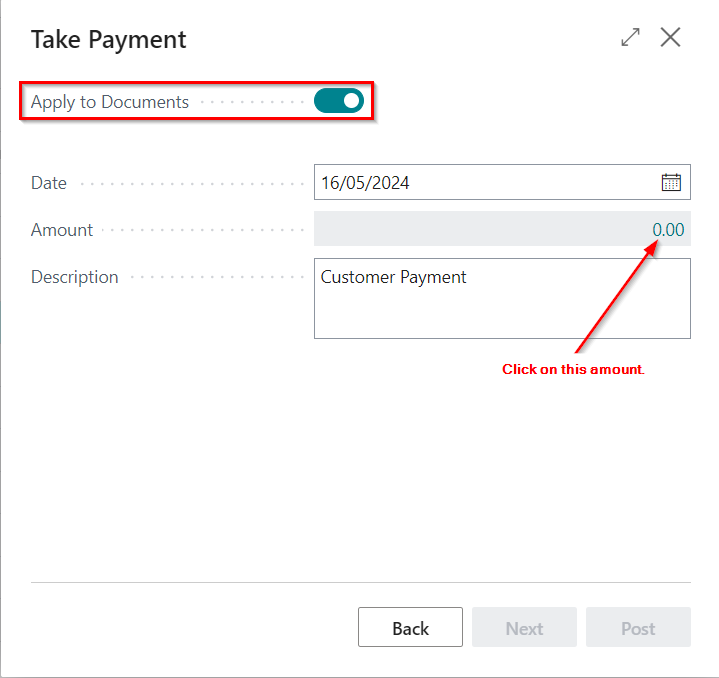 Take Payment
Apply to Documents
Date 16/05/2024
Amount 0.00
Description Customer Payment
Click on this amount.
Back Next Post